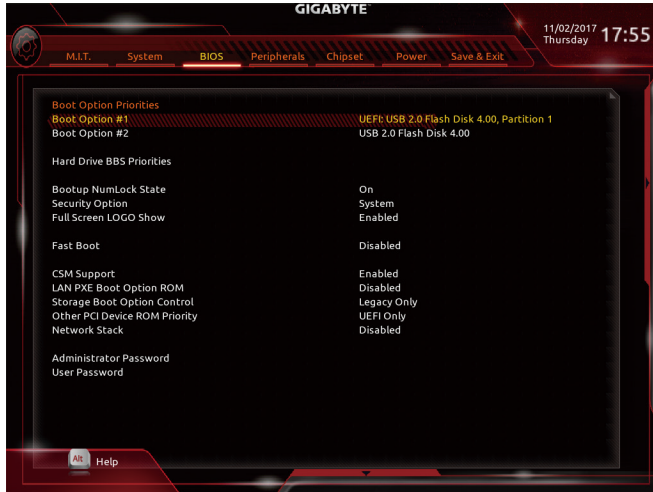 GIGABYTE™
11/02/2017
Thursday 17:55
M.I.T. System BIOS Peripherals Chipset Power Save & Exit
Boot Option Priorities
Boot Option #1 UEFI: USB 2.0 Flash Disk 4.00, Partition 1
Boot Option #2 USB 2.0 Flash Disk 4.00
Hard Drive BBS Priorities
Bootup NumLock State On
Security Option System
Full Screen LOGO Show Enabled
Fast Boot Disabled
CSM Support Enabled
LAN PXE Boot Option ROM Disabled
Storage Boot Option Control Legacy Only
Other PCI Device ROM Priority UEFI Only
Network Stack Disabled
Administrator Password
User Password
Alt Help